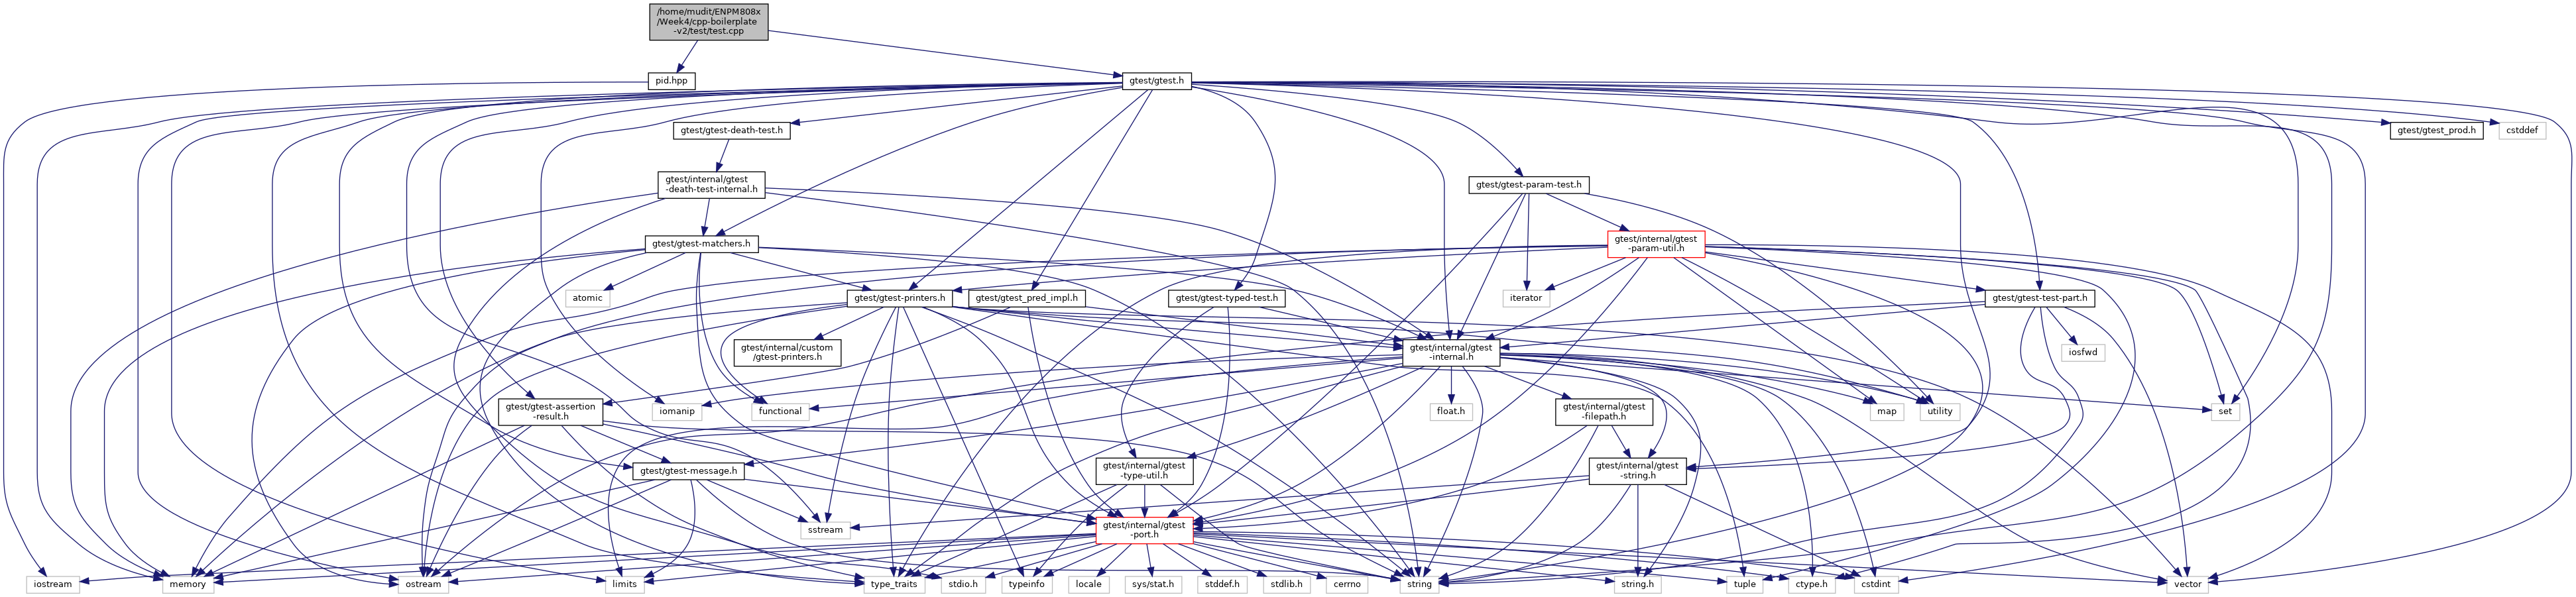 /home/mudit/ENPM808x
/Week4/cpp-boilerplate
-v2/test/test.cpp
pid.hpp
gtest/gtest.h
gtest/gtest-death-test.h
gtest/gtest_prod.h
cstddef
gtest/internal/gtest
-death-test-internal.h
gtest/gtest-param-test.h
gtest/gtest-matchers.h
gtest/internal/gtest
-param-util.h
atomic
gtest/gtest-printers.h
gtest/gtest_pred_impl.h
gtest/gtest-typed-test.h
iterator
gtest/gtest-test-part.h
gtest/internal/custom
/gtest-printers.h
gtest/internal/gtest
-internal.h
iosfwd
gtest/gtest-assertion
-result.h
iomanip
functional
float.h
gtest/internal/gtest
-filepath.h
map
utility
set
gtest/gtest-message.h
gtest/internal/gtest
-type-util.h
gtest/internal/gtest
-string.h
sstream
gtest/internal/gtest
-port.h
iostream
memory
ostream
limits
type_traits
stdio.h
typeinfo
locale
sys/stat.h
stddef.h
stdlib.h
cerrno
string
string.h
tuple
ctype.h
cstdint
vector